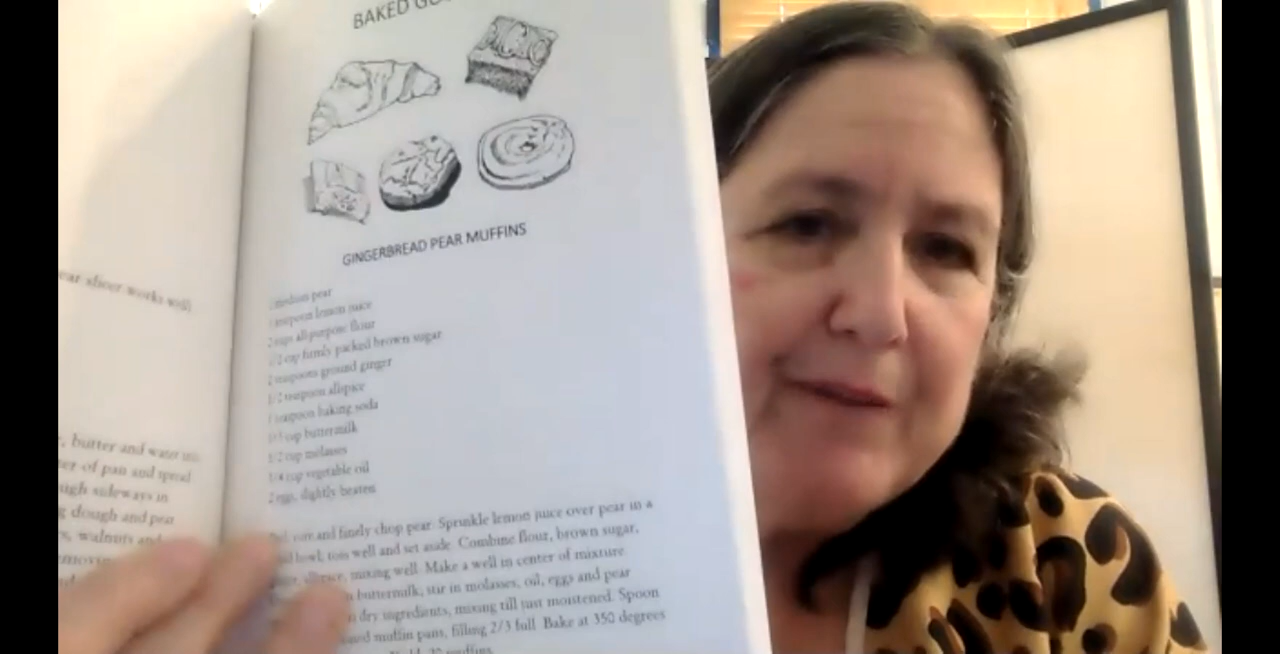 ear slicer works well)
, butter and water
ter of pan and spread
ugh sideways in
g dough and pear
s, walnuts and
BAKED
GINGERBREAD PEAR MUFFINS
medium pear
teaspoon lemon juice
2 cups all-purpose flour
1/2 cup firmly packed brown sugar
2 teaspoons ground ginger
1/2 teaspoon allspice
1 teaspoon baking soda
1/3 cup buttermilk
1/2 cup molasses
1/4 cup vegetable oil
2 eggs, slightly beaten
core and finely chop pear. Sprinkle lemon juice over pear in a
bowl; toss well and set aside. Combine flour, brown sugar,
allspice, mixing well. Make a well in center of mixture.
buttermilk, stir in molasses, oil, eggs and pear
dry ingredients, mixing till just moistened. Spoon
muffin pans, filling 2/3 full. Bake at 350 degrees
muffins